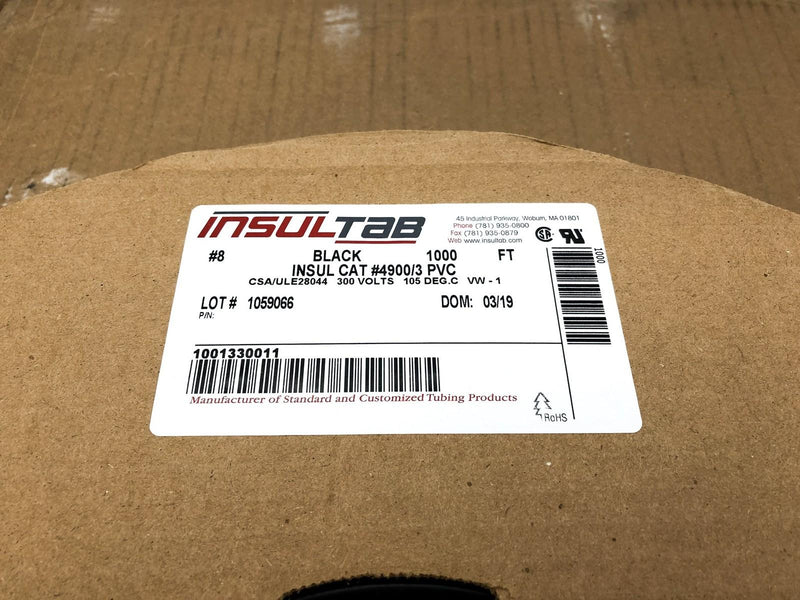 INSULTAB
45 Industrial Parkway, Woburn, MA 01801
Phone (781) 935-0800
Fax (781) 935-0879
Web www.insultab.com
#8 BLACK 1000 FT
INSUL CAT #4900/3 PVC
CSA/ULE28044 300 VOLTS 105 DEG.C VW - 1
LOT # 1059066 DOM: 03/19
P/N:
1000
1001330011
Manufacturer of Standard and Customized Tubing Products
RoHS